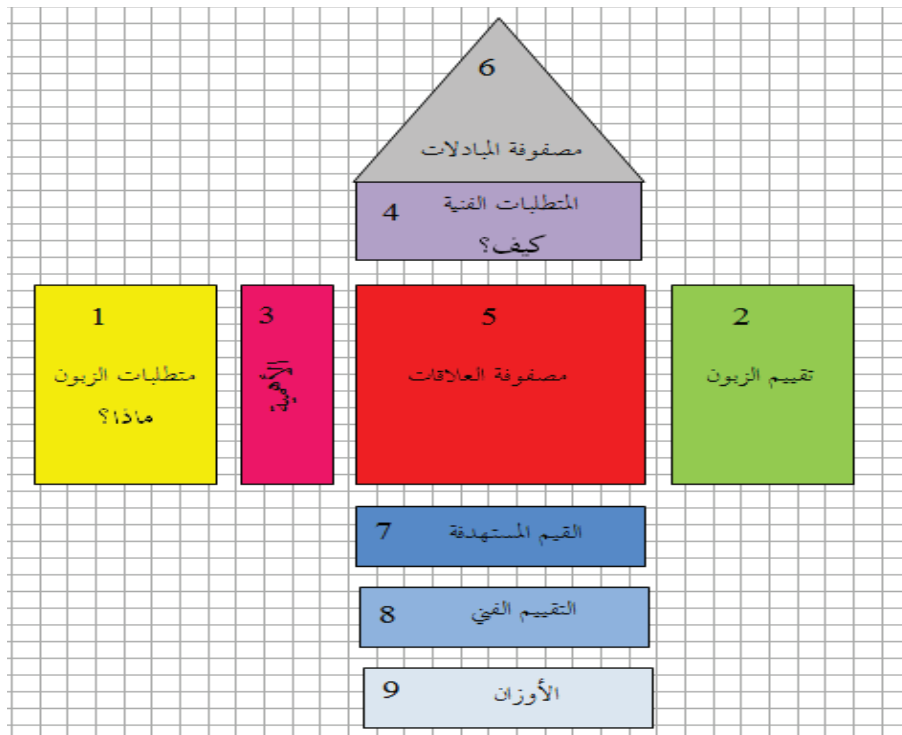 6
مصفوفة المبادلات
4
المتطلبات الفنية
كيف؟
1
متطلبات الزبون
ماذا؟
3
الأهمية
5
مصفوفة العلاقات
2
تقييم الزبون
7
القيم المستهدفة
8
التقييم الفني
9
الأوزان